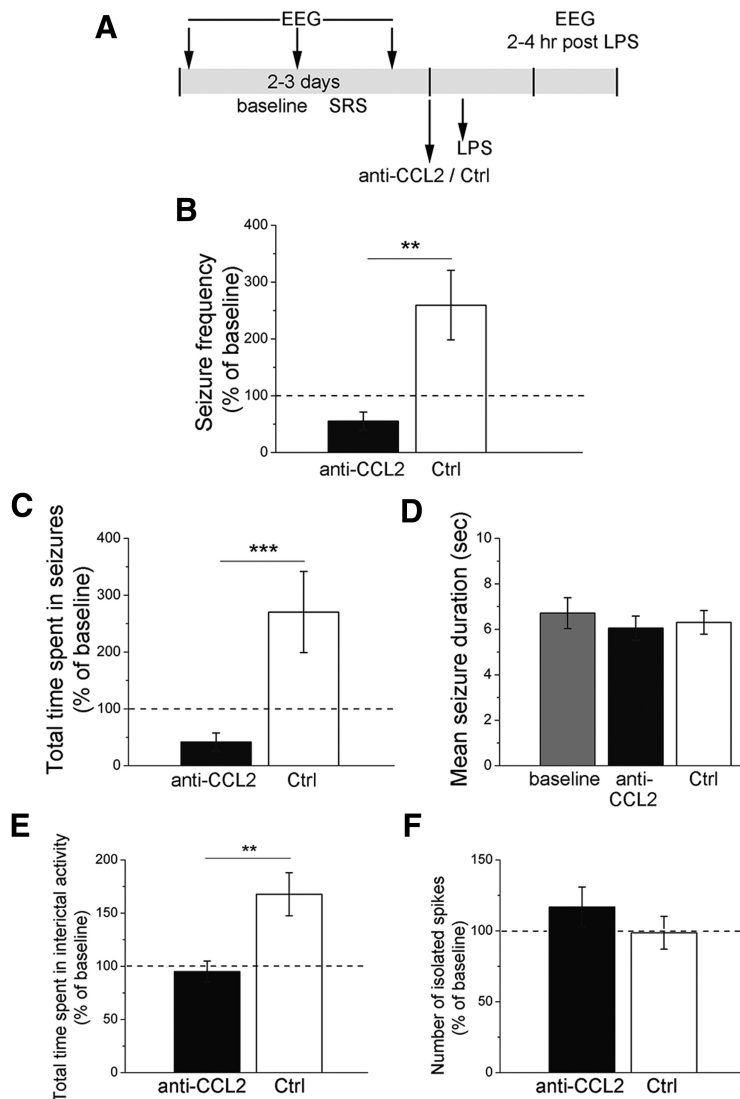 A
EEG
EEG
2-4 hr post LPS
2-3 days
baseline SRS
LPS
anti-CCL2 / Ctrl
B
Seizure frequency
(% of baseline)
400
300
200
100
0
**
anti-CCL2 Ctrl
C
Total time spent in seizures
(% of baseline)
400
300
200
100
0
***
anti-CCL2 Ctrl
D
Mean seizure duration (sec)
10
8
6
4
2
0
baseline anti-CCL2 Ctrl
E
Total time spent in interictal activity
(% of baseline)
200
150
100
50
0
**
anti-CCL2 Ctrl
F
Number of isolated spikes
(% of baseline)
150
100
50
0
anti-CCL2 Ctrl